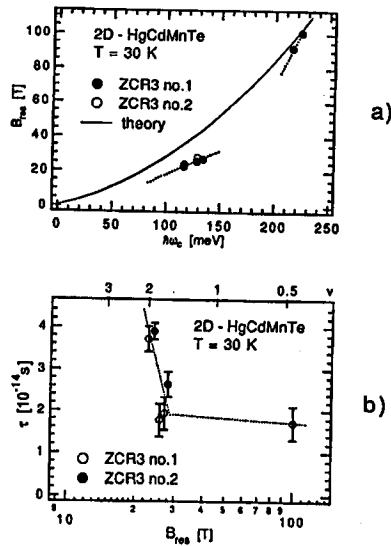 2D - HgCdMnTe
T = 30 K
ZCR3 no.1
ZCR3 no.2
theory
100
80
60
40
20
0
B_res [T]
0 50 100 150 200 250
ħω_c [meV]
a)
3 2 1 0.5 ν
2D - HgCdMnTe
T = 30 K
4
3
2
1
0
τ [10^-14 s]
ZCR3 no.1
ZCR3 no.2
8
10 2 3 4 5 6 7 8 9 100
B_res [T]
b)